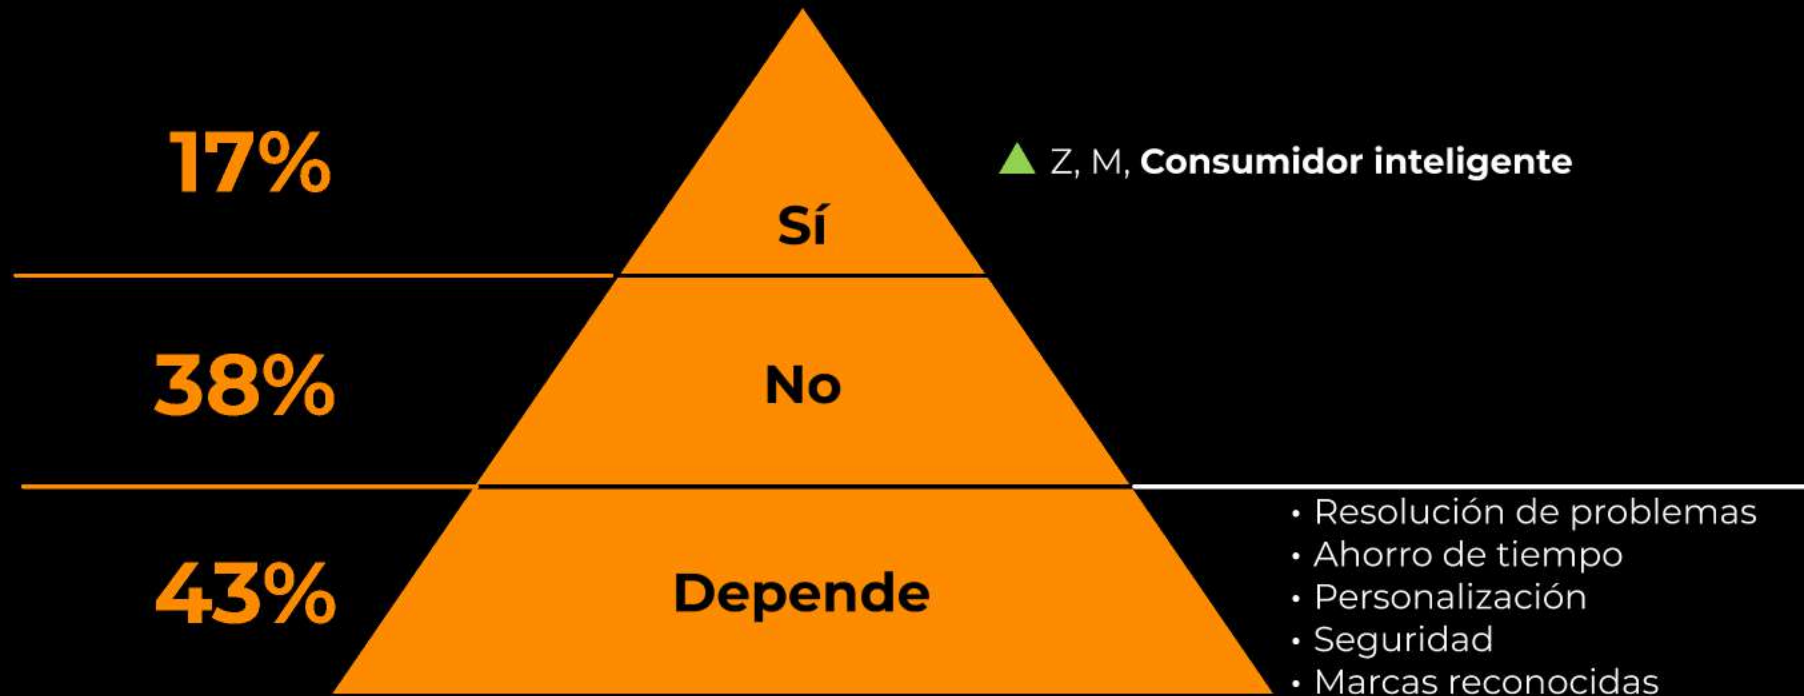 17%
Z, M, Consumidor inteligente
Sí
38%
No
43%
Depende
• Resolución de problemas
• Ahorro de tiempo
• Personalización
• Seguridad
• Marcas reconocidas